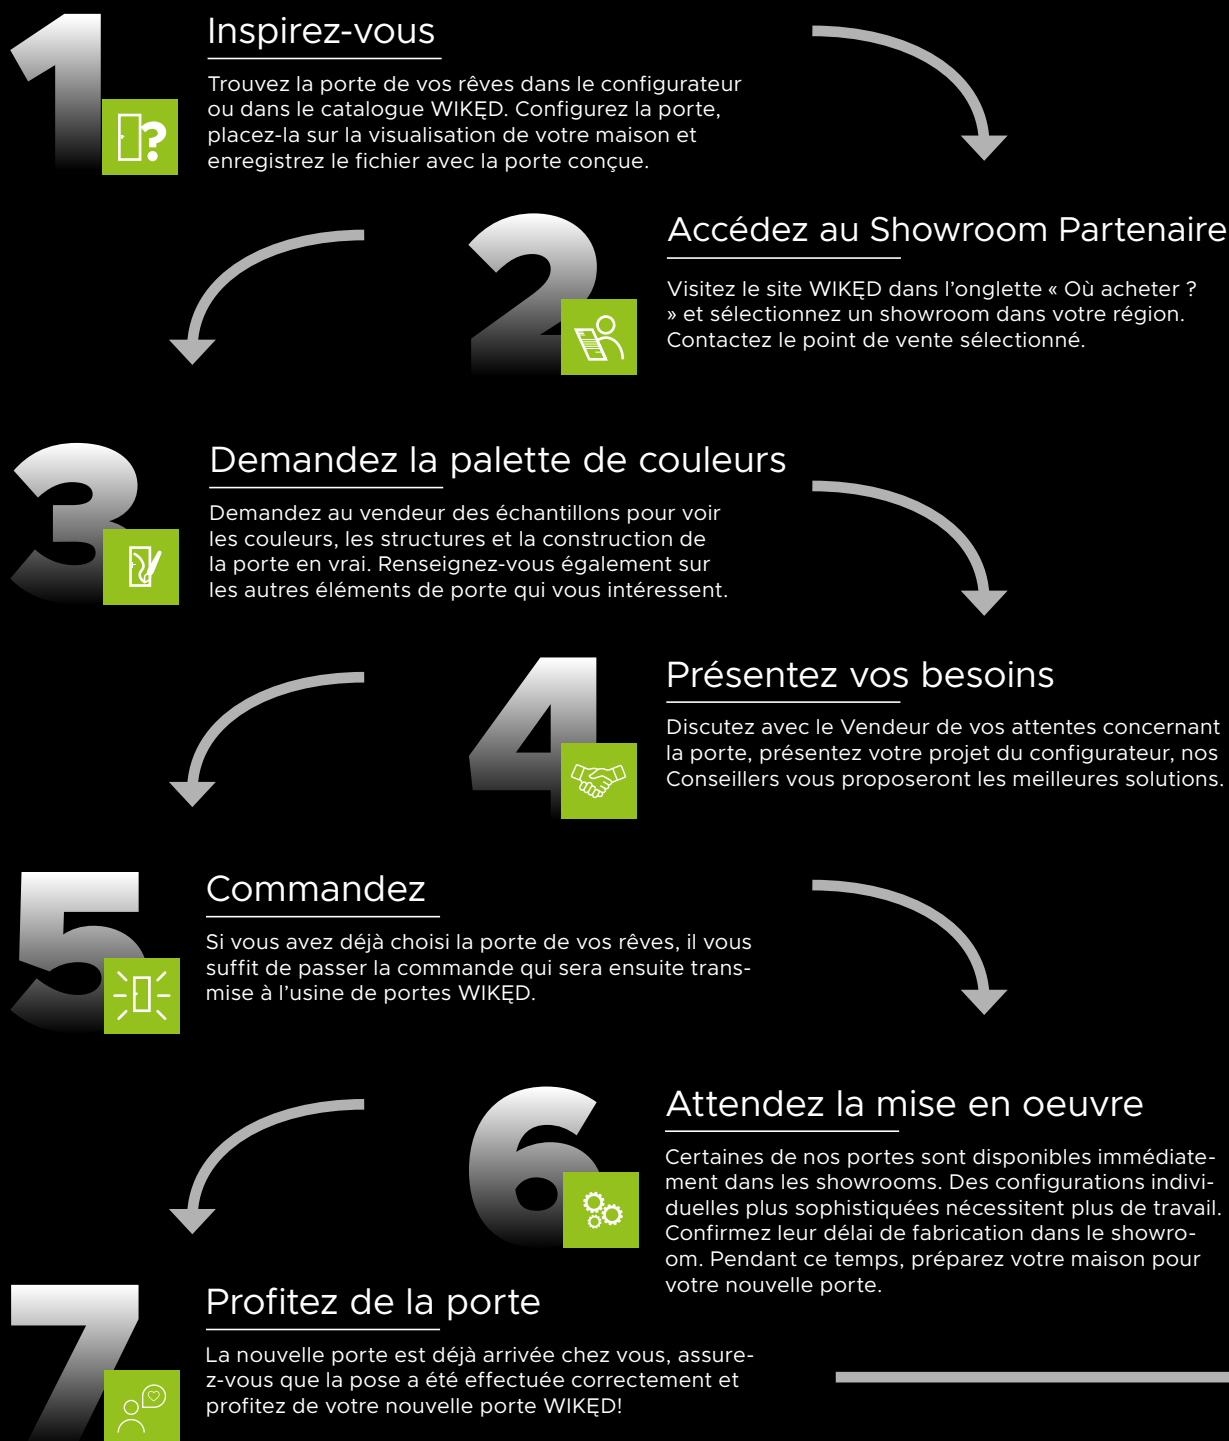 1
Inspirez-vous
Trouvez la porte de vos rêves dans le configurateur
ou dans le catalogue WIKĘD. Configurez la porte,
placez-la sur la visualisation de votre maison et
enregistrez le fichier avec la porte conçue.
?
2
Accédez au Showroom Partenaire
Visitez le site WIKĘD dans l’onglette « Où acheter ?
» et sélectionnez un showroom dans votre région.
Contactez le point de vente sélectionné.
3
Demandez la palette de couleurs
Demandez au vendeur des échantillons pour voir
les couleurs, les structures et la construction de
la porte en vrai. Renseignez-vous également sur
les autres éléments de porte qui vous intéressent.
4
Présentez vos besoins
Discutez avec le Vendeur de vos attentes concernant
la porte, présentez votre projet du configurateur, nos
Conseillers vous proposeront les meilleures solutions.
5
Commandez
Si vous avez déjà choisi la porte de vos rêves, il vous
suffit de passer la commande qui sera ensuite trans-
mise à l’usine de portes WIKĘD.
6
Attendez la mise en oeuvre
Certaines de nos portes sont disponibles immédiate-
ment dans les showrooms. Des configurations indivi-
duelles plus sophistiquées nécessitent plus de travail.
Confirmez leur délai de fabrication dans le showro-
om. Pendant ce temps, préparez votre maison pour
votre nouvelle porte.
7
Profitez de la porte
La nouvelle porte est déjà arrivée chez vous, assure-
z-vous que la pose a été effectuée correctement et
profitez de votre nouvelle porte WIKĘD!